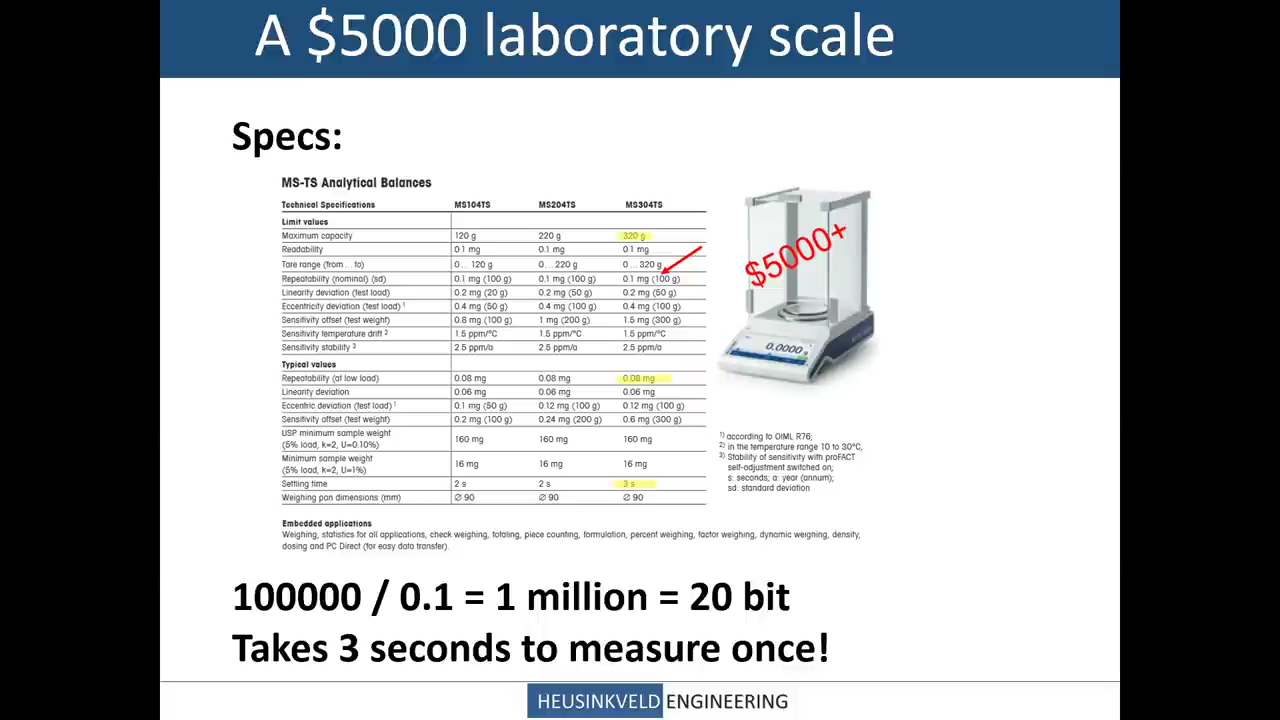 A $5000 laboratory scale
Specs:
MS-TS Analytical Balances
Technical Specifications MS104TS MS204TS MS304TS
Limit values
Maximum capacity 120 g 220 g 320 g
Readability 0.1 mg 0.1 mg 0.1 mg
Tare range (from… to) 0… 120 g 0…220 g 0…320 g
Repeatability (nominal) (sd) 0.1 mg (100 g) 0.1 mg (100 g) 0.1 mg (100 g)
Linearity deviation (test load) 0.2 mg (20 g) 0.2 mg (50 g) 0.2 mg (50 g)
Eccentricity deviation (test load) 1 0.4 mg (50 g) 0.4 mg (100 g) 0.4 mg (100 g)
Sensitivity offset (test weight) 0.8 mg (100 g) 1 mg (200 g) 1.5 mg (300 g)
Sensitivity temperature drift 2 1.5 ppm/°C 1.5 ppm/°C 1.5 ppm/°C
Sensitivity stability 3 2.5 ppm/a 2.5 ppm/a 2.5 ppm/a
Typical values
Repeatability (at low load) 0.08 mg 0.08 mg 0.08 mg
Linearity deviation 0.06 mg 0.06 mg 0.06 mg
Eccentric deviation (test load) 1 0.1 mg (50 g) 0.12 mg (100 g) 0.12 mg (100 g)
Sensitivity offset (test weight) 0.2 mg (100 g) 0.24 mg (200 g) 0.6 mg (300 g)
USP minimum sample weight
(5% load, k=2, U=0.10%) 160 mg 160 mg 160 mg
Minimum sample weight
(5% load, k=2, U=1%) 16 mg 16 mg 16 mg
Settling time 2 s 2 s 3 s
Weighing pan dimensions (mm) ∅ 90 ∅ 90 ∅ 90
Embedded applications
Weighing, statistics for all applications, check weighing, totaling, piece counting, formulation, percent weighing, factor weighing, dynamic weighing, density,
dosing and PC Direct (for easy data transfer).
$5000+
0.0000 g
1) according to OIML R76;
2) in the temperature range 10 to 30°C,
3) Stability of sensitivity with proFACT
self-adjustment switched on;
s: seconds; a: year (annum);
sd: standard deviation
100000 / 0.1 = 1 million = 20 bit
Takes 3 seconds to measure once!
HEUSINKVELD ENGINEERING